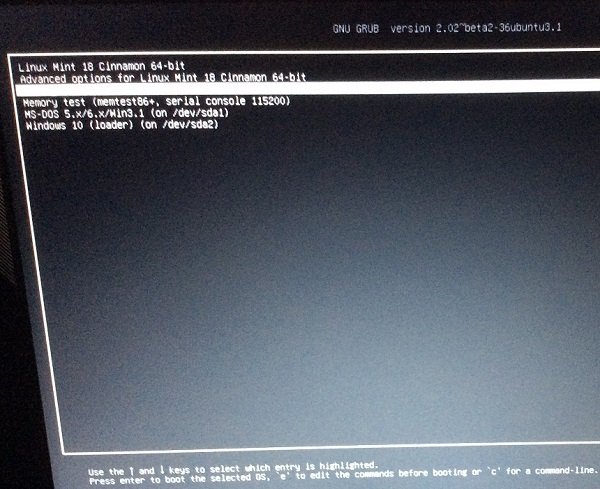 GNU GRUB version 2.02~beta2-36ubuntu3.1
Linux Mint 18 Cinnamon 64-bit
Advanced options for Linux Mint 18 Cinnamon 64-bit
Memory test (memtest86+, serial console 115200)
MS-DOS 5.x/6.x/Win3.1 (on /dev/sda1)
Windows 10 (loader) (on /dev/sda2)
Use the ↑ and ↓ keys to select which entry is highlighted.
Press enter to boot the selected OS, `e' to edit the commands before booting or `c' for a command-line.